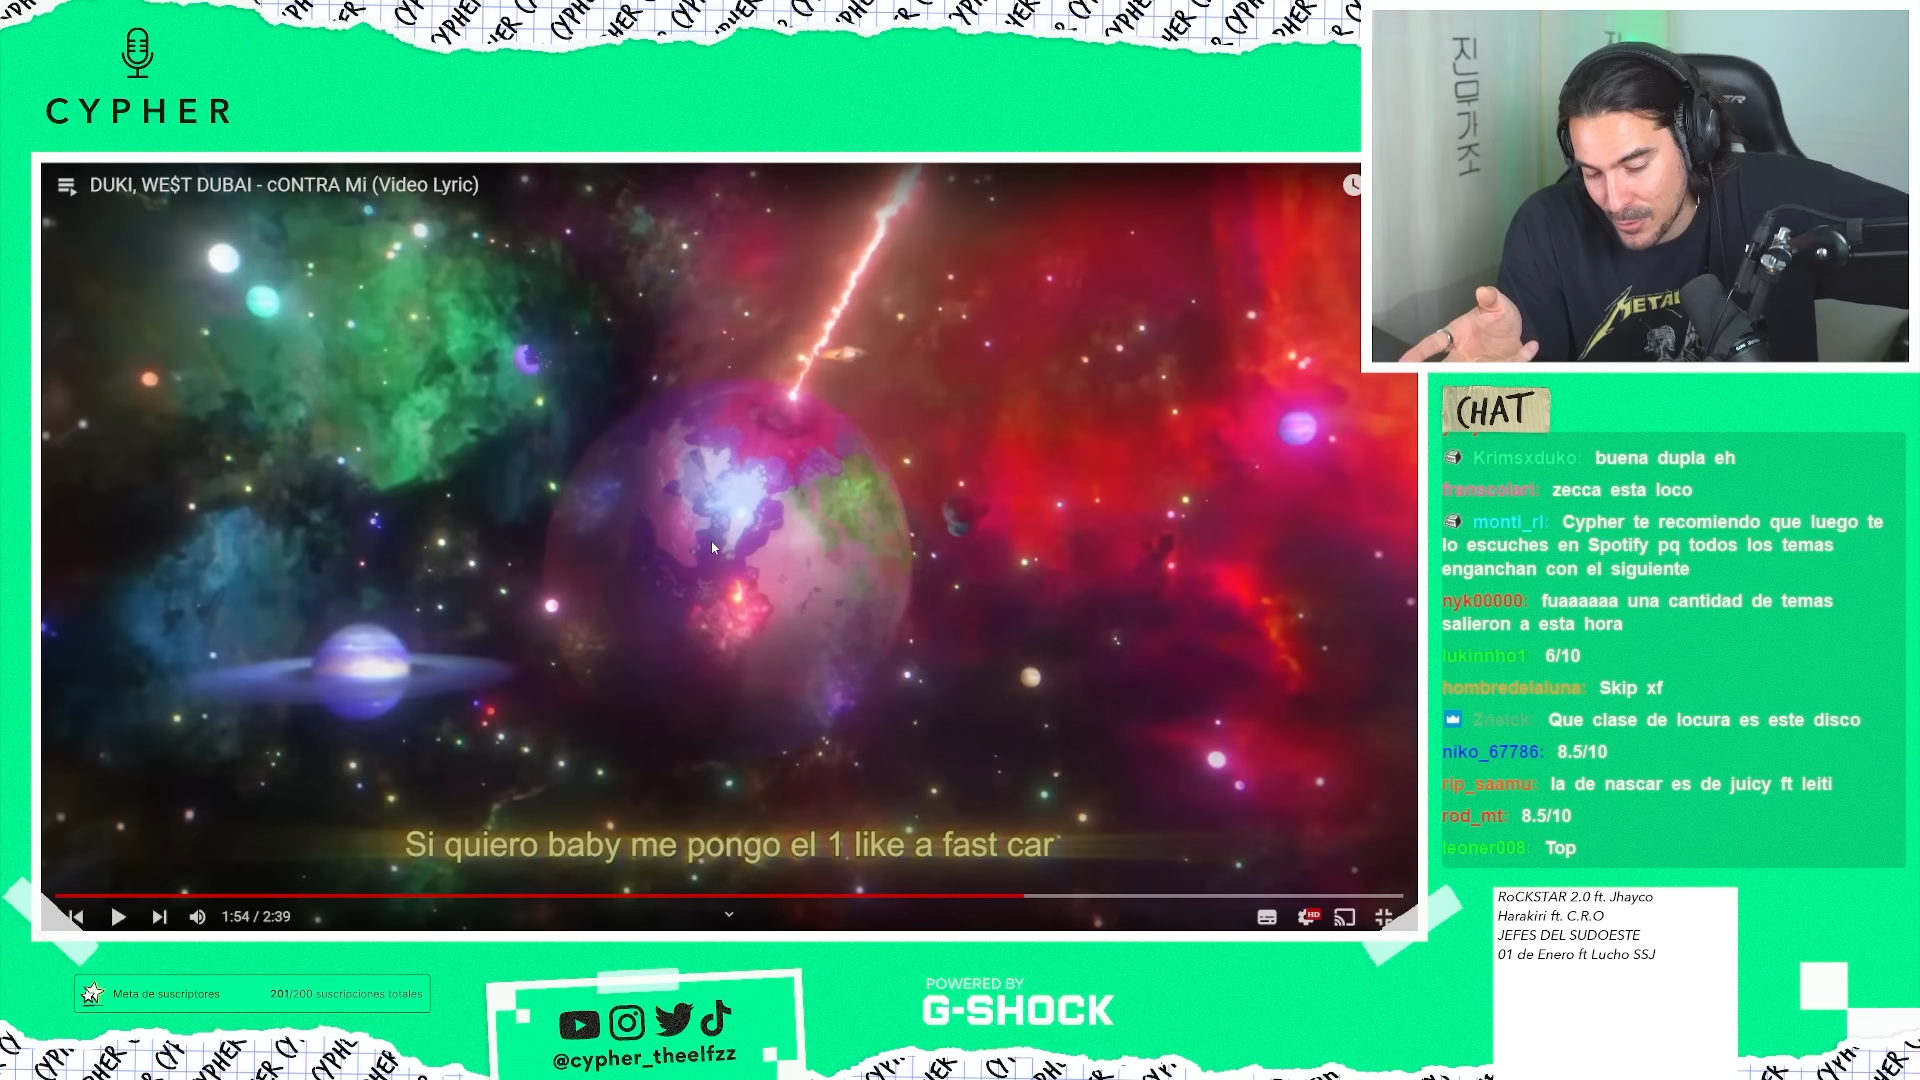 CYPHER
DUKI, WE$T DUBAI - cONTRA Mi (Video Lyric)
Si quiero baby me pongo el 1 like a fast car
1:54 / 2:39
HD
METAL
CHAT
Krimsxduko: buena dupla eh
franscolari: zecca esta loco
monti_rl: Cypher te recomiendo que luego te
lo escuches en Spotify pq todos los temas
enganchan con el siguiente
nyk00000: fuaaaaaa una cantidad de temas
salieron a esta hora
lukinnho1: 6/10
hombredelaluna: Skip xf
Zneick: Que clase de locura es este disco
niko_67786: 8.5/10
rip_saamu: la de nascar es de juicy ft leiti
rod_mt: 8.5/10
leoner008: Top
RoCKSTAR 2.0 ft. Jhayco
Harakiri ft. C.R.O
JEFES DEL SUDOESTE
01 de Enero ft Lucho SSJ
Meta de suscriptores
201/200 suscripciones totales
@cypher_theelfzz
POWERED BY
G-SHOCK